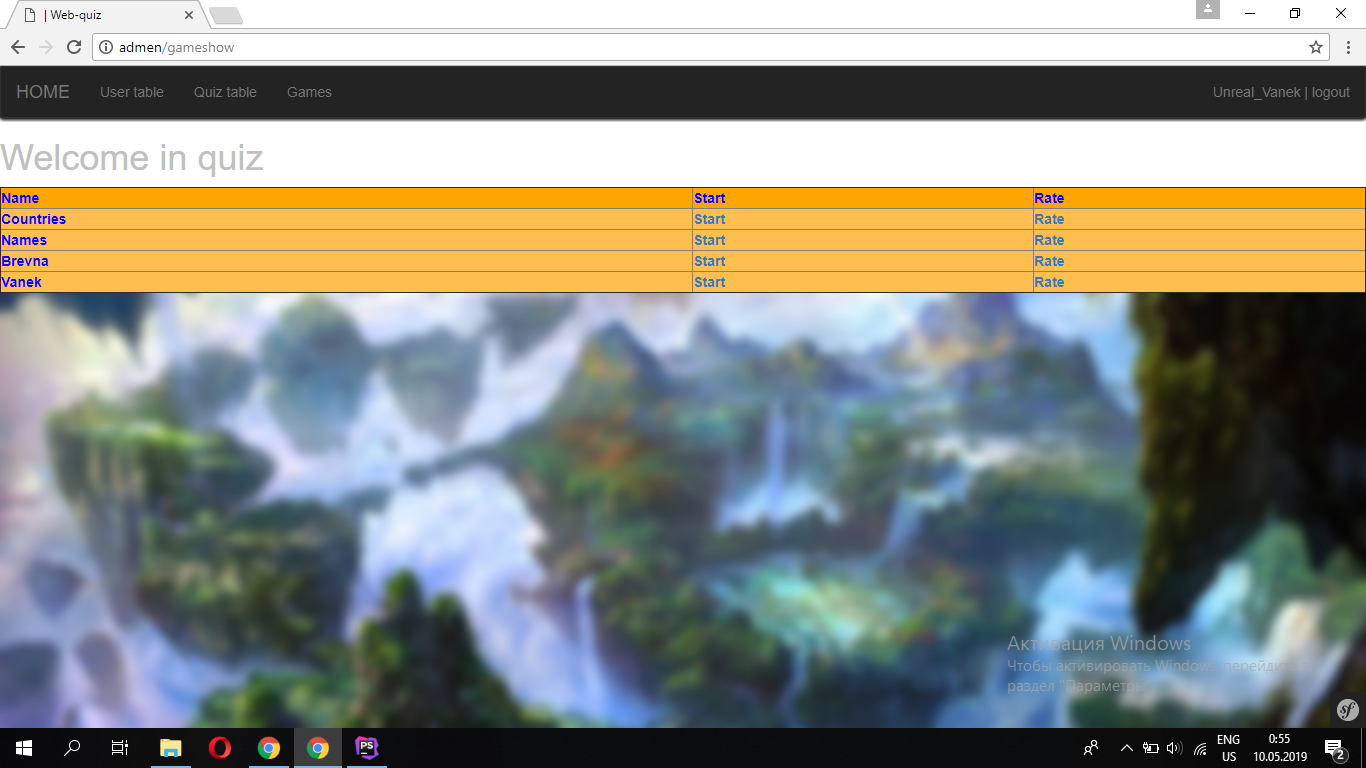 | Web-quiz
admen/gameshow
HOME User table Quiz table Games Unreal_Vanek | logout
Welcome in quiz
Name Start Rate
Countries Start Rate
Names Start Rate
Brevna Start Rate
Vanek Start Rate
Активация Windows
Чтобы активировать Windows, перейдите в
раздел "Параметры".
sf
PS
ENG 0:55
US 10.05.2019 2